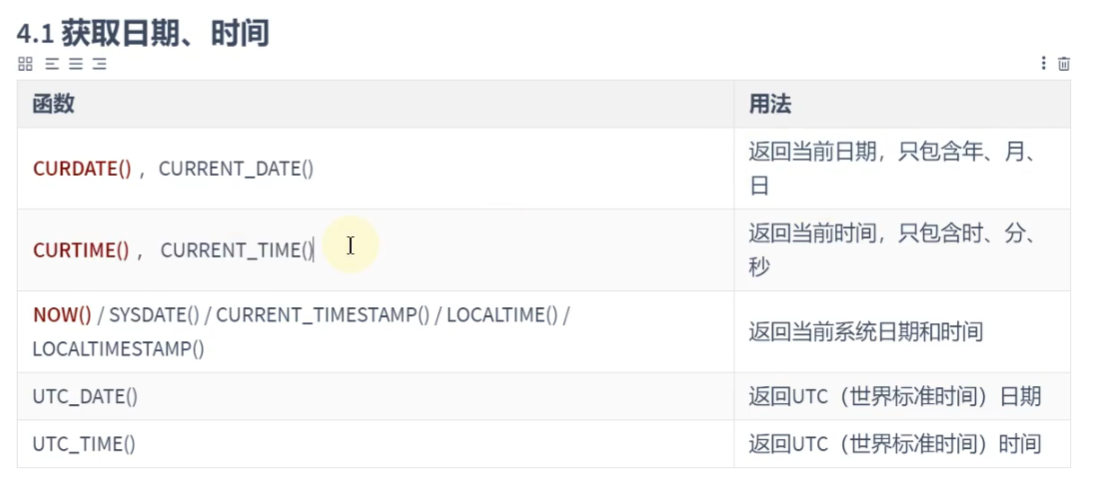 4.1 获取日期、时间
函数 用法
CURDATE() ，CURRENT_DATE() 返回当前日期，只包含年、月、
日
CURTIME() ， CURRENT_TIME() 返回当前时间，只包含时、分、
秒
NOW() / SYSDATE() / CURRENT_TIMESTAMP() / LOCALTIME() /
LOCALTIMESTAMP() 返回当前系统日期和时间
UTC_DATE() 返回UTC（世界标准时间）日期
UTC_TIME() 返回UTC（世界标准时间）时间